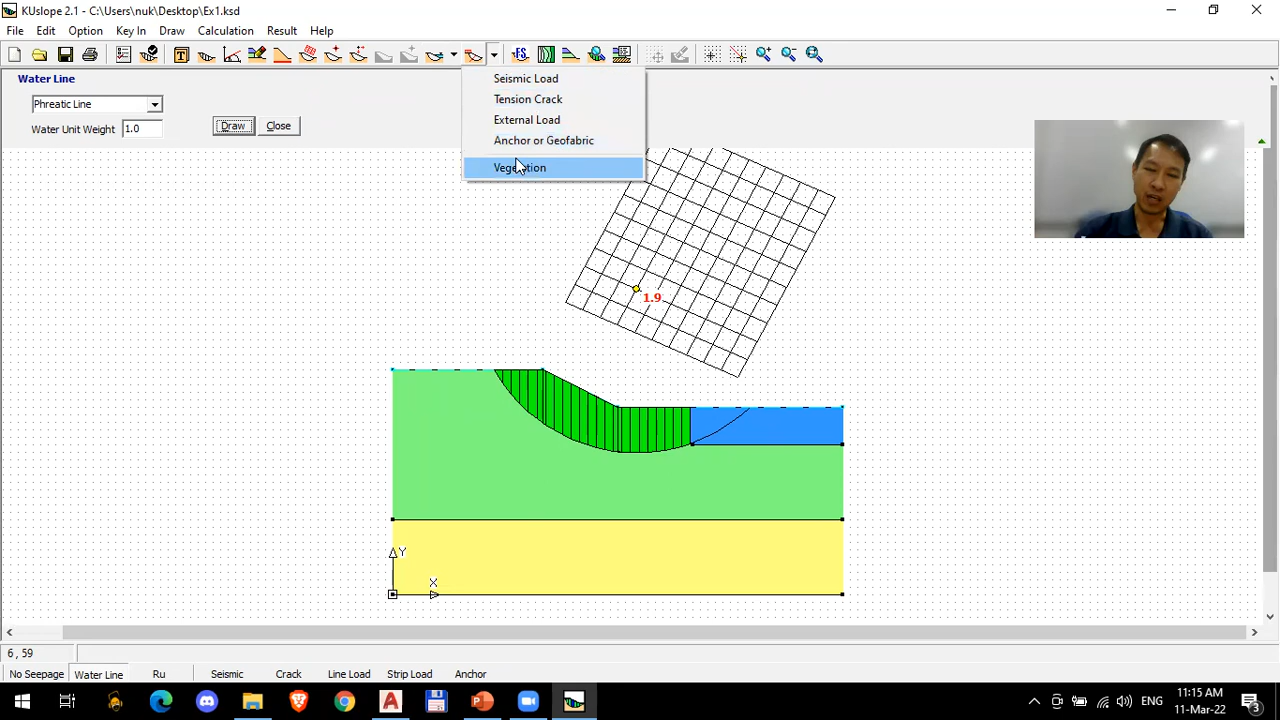 KUslope 2.1 - C:\Users\nuk\Desktop\Ex1.ksd
File Edit Option Key In Draw Calculation Result Help
T FS
Water Line
Phreatic Line
Water Unit Weight 1.0 Draw Close
Seismic Load
Tension Crack
External Load
Anchor or Geofabric
Vegetation
1.9
Y
X
6 , 59
No Seepage Water Line Ru Seismic Crack Line Load Strip Load Anchor
ENG
11:15 AM
11-Mar-22
3